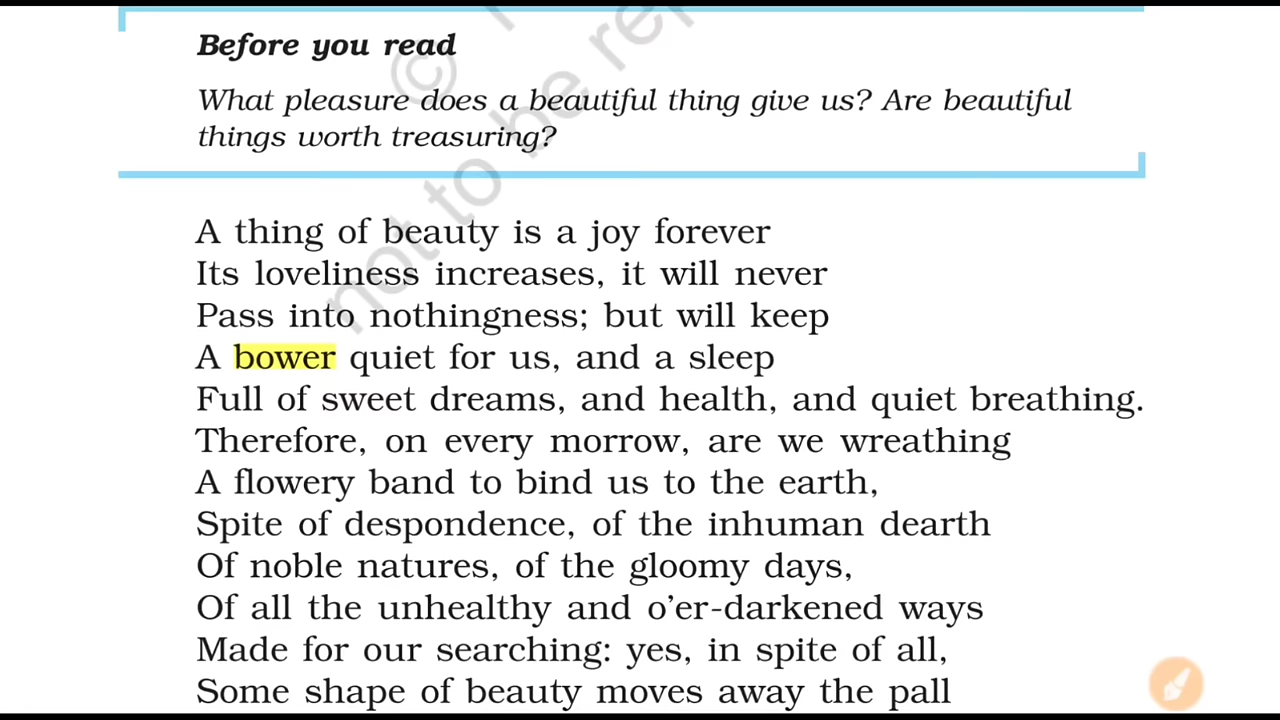 Before you read
What pleasure does a beautiful thing give us? Are beautiful
things worth treasuring?
A thing of beauty is a joy forever
Its loveliness increases, it will never
Pass into nothingness; but will keep
A bower quiet for us, and a sleep
Full of sweet dreams, and health, and quiet breathing.
Therefore, on every morrow, are we wreathing
A flowery band to bind us to the earth,
Spite of despondence, of the inhuman dearth
Of noble natures, of the gloomy days,
Of all the unhealthy and o’er-darkened ways
Made for our searching: yes, in spite of all,
Some shape of beauty moves away the pall
©
not to be re